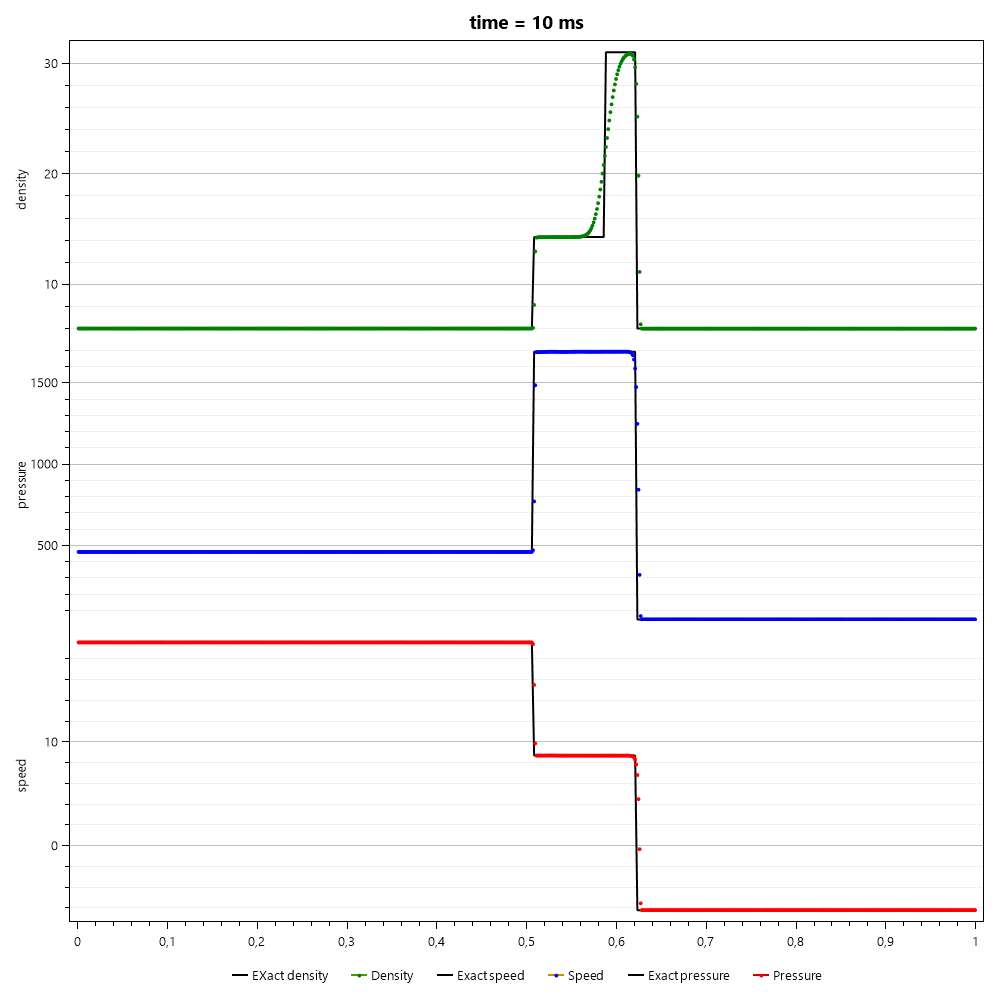 time = 10 ms
30
20
10
density
1500
1000
500
pressure
10
0
speed
0 0,1 0,2 0,3 0,4 0,5 0,6 0,7 0,8 0,9 1
EXact density Density Exact speed Speed Exact pressure Pressure